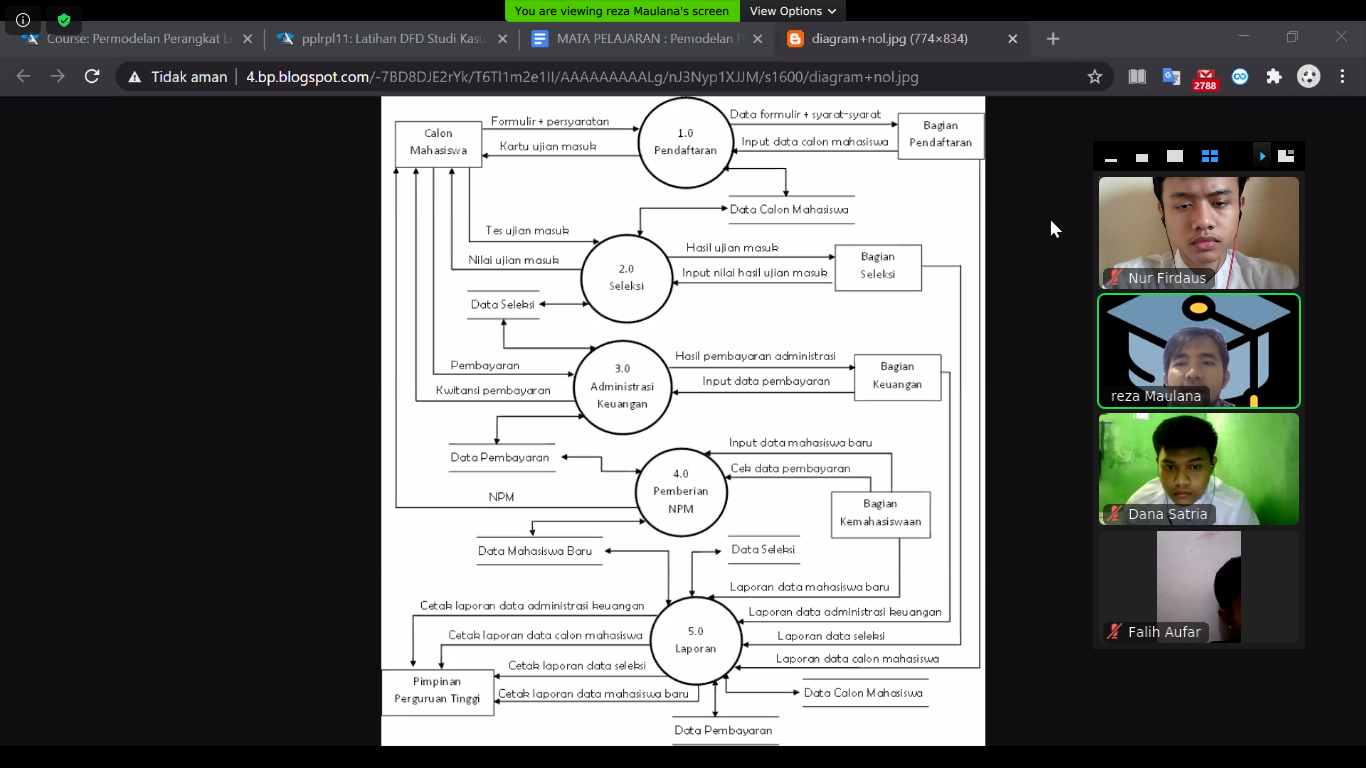 You are viewing reza Maulana's screen
View Options
Course: Permodelan Perangkat L
pplrpl11: Latihan DFD Studi Kasu
MATA PELAJARAN : Pemodelan P
diagram+nol.jpg (774×834)
Tidak aman
4.bp.blogspot.com/-7BD8DJE2rYk/T6Tl1m2e1lI/AAAAAAAAALg/nJ3Nyp1XJJM/s1600/diagram+nol.jpg
2788
Calon
Mahasiswa
Formulir + persyaratan
Kartu ujian masuk
1.0
Pendaftaran
Data formulir + syarat-syarat
Input data calon mahasiswa
Bagian
Pendaftaran
Data Calon Mahasiswa
Tes ujian masuk
Nilai ujian masuk
2.0
Seleksi
Hasil ujian masuk
Input nilai hasil ujian masuk
Bagian
Seleksi
Data Seleksi
Pembayaran
Kwitansi pembayaran
3.0
Administrasi
Keuangan
Hasil pembayaran administrasi
Input data pembayaran
Bagian
Keuangan
Data Pembayaran
NPM
4.0
Pemberian
NPM
Input data mahasiswa baru
Cek data pembayaran
Bagian
Kemahasiswaan
Data Mahasiswa Baru
Data Seleksi
Laporan data mahasiswa baru
Laporan data administrasi keuangan
Laporan data seleksi
Laporan data calon mahasiswa
Cetak laporan data administrasi keuangan
Cetak laporan data calon mahasiswa
Cetak laporan data seleksi
Cetak laporan data mahasiswa baru
5.0
Laporan
Pimpinan
Perguruan Tinggi
Data Calon Mahasiswa
Data Pembayaran
Nur Firdaus
reza Maulana
Dana Satria
Falih Aufar